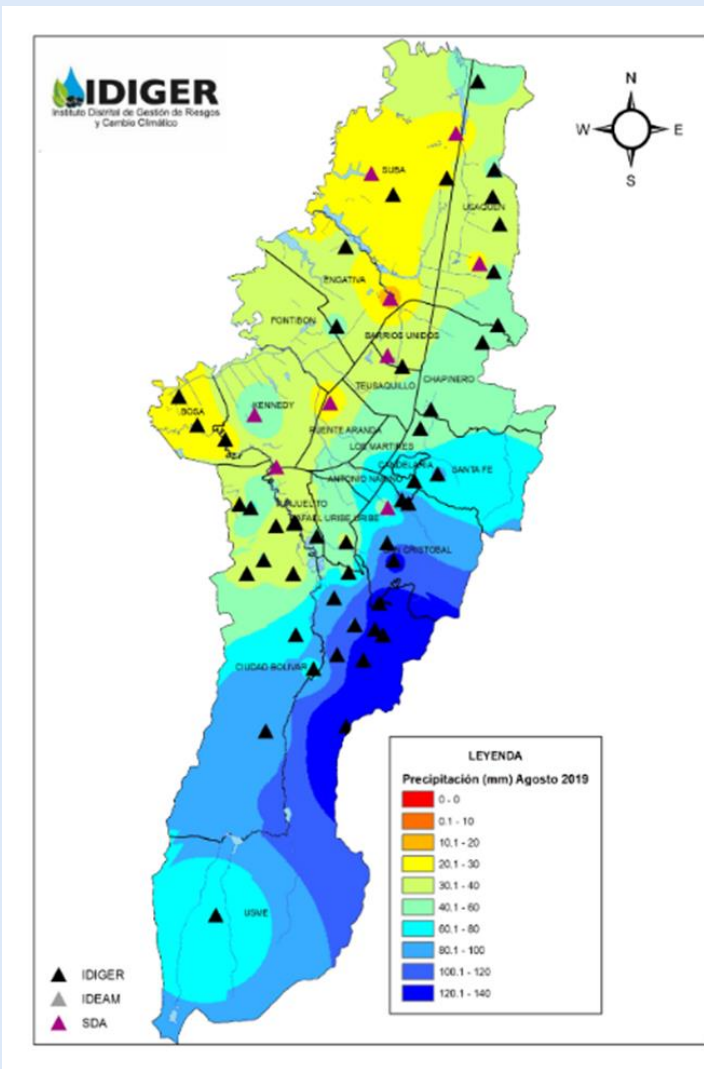 IDIGER
Instituto Distrital de Gestión de Riesgos
y Cambio Climático
N
W E
S
SUBA
USAQUEN
ENGATIVA
FONTIBON
BARRIOS UNIDOS
TEUSAQUILLO
CHAPINERO
KENNEDY
BOSA
PUENTE ARANDA
LOS MARTIRES
CANDELARIA
SANTA FE
ANTONIO NARIÑO
RAFAEL URIBE URIBE
CRISTOBAL
CIUDAD BOLIVAR
USME
LEYENDA
Precipitación (mm) Agosto 2019
0 - 0
0.1 - 10
10.1 - 20
20.1 - 30
30.1 - 40
40.1 - 60
60.1 - 80
80.1 - 100
100.1 - 120
120.1 - 140
IDIGER
IDEAM
SDA